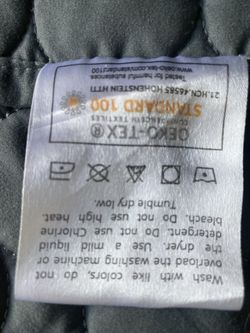 Wash with like colors, do not
overload the washing machine or
the dryer. Use a mild liquid
detergent. Do not use Chlorine
bleach. Do not use high heat.
Tumble dry low.
OEKO-TEX®
CONFIDENCE IN TEXTILES
STANDARD 100
21.HCN.46585 HOHENSTEIN HTTI
Tested for harmful substances
www.oeko-tex.com/standard100